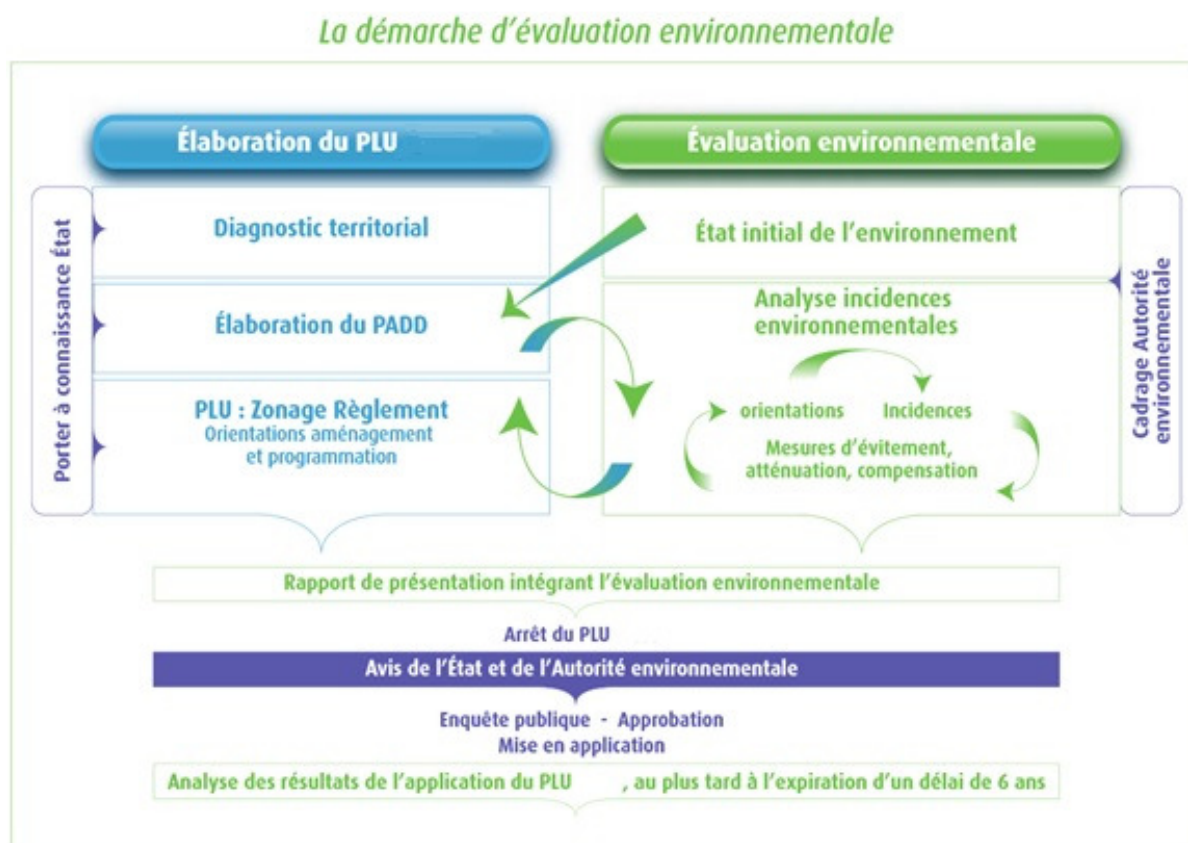 La démarche d'évaluation environnementale
Élaboration du PLU
Évaluation environnementale
Porter à connaissance État
Diagnostic territorial
Élaboration du PADD
PLU : Zonage Règlement
Orientations aménagement
et programmation
État initial de l'environnement
Analyse incidences
environnementales
orientations
Incidences
Mesures d'évitement,
atténuation, compensation
Cadrage Autorité
environnementale
Rapport de présentation intégrant l'évaluation environnementale
Arrêt du PLU
Avis de l'État et de l'Autorité environnementale
Enquête publique - Approbation
Mise en application
Analyse des résultats de l'application du PLU , au plus tard à l'expiration d'un délai de 6 ans